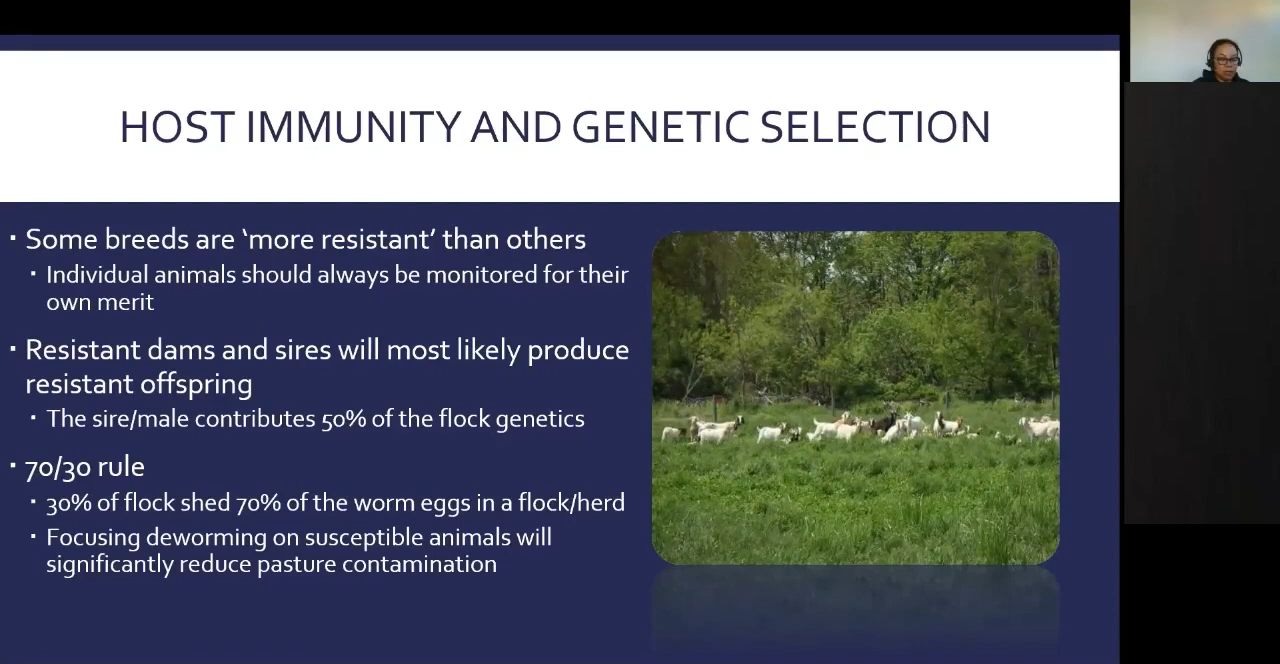 HOST IMMUNITY AND GENETIC SELECTION
▪ Some breeds are ‘more resistant’ than others
▪ Individual animals should always be monitored for their
own merit
▪ Resistant dams and sires will most likely produce
resistant offspring
▪ The sire/male contributes 50% of the flock genetics
▪ 70/30 rule
▪ 30% of flock shed 70% of the worm eggs in a flock/herd
▪ Focusing deworming on susceptible animals will
significantly reduce pasture contamination